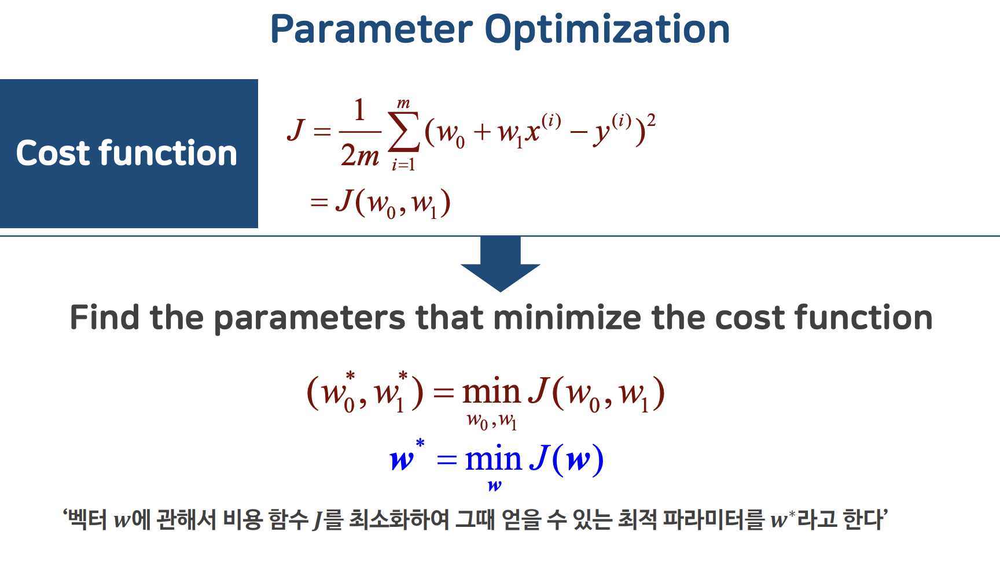 Parameter Optimization
Cost function
J = \frac{1}{2m} \sum_{i=1}^{m} (w_0 + w_1 x^{(i)} - y^{(i)})^2
= J(w_0, w_1)
Find the parameters that minimize the cost function
(w_0^*, w_1^*) = \min_{w_0, w_1} J(w_0, w_1)
w^* = \min_{w} J(w)
‘벡터 w에 관해서 비용 함수 J를 최소화하여 그때 얻을 수 있는 최적 파라미터를 w*라고 한다’